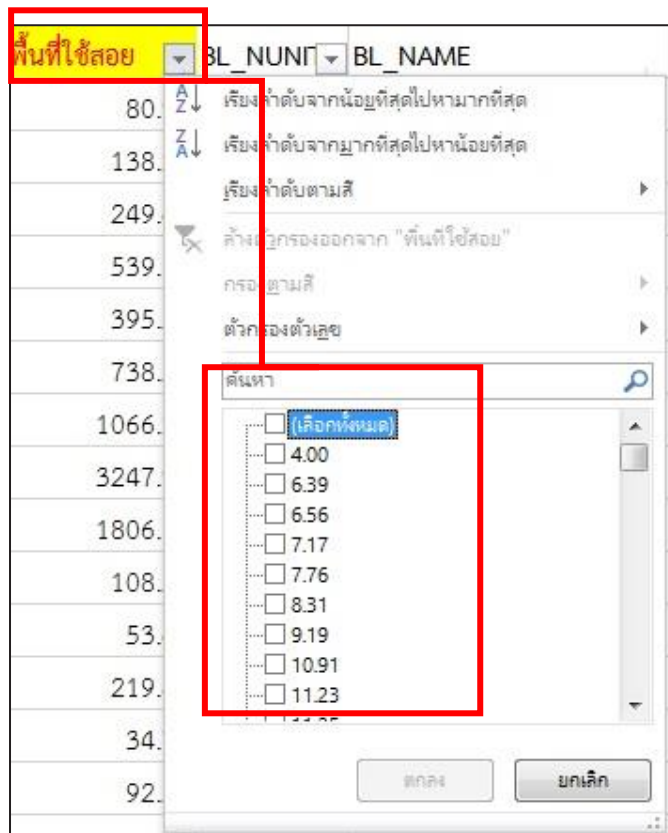 พื้นที่ใช้สอย BL_NUNIT BL_NAME
80.
138.
249.
539.
395.
738.
1066.
3247.
1806.
108.
53.
219.
34.
92.
เรียงลำดับจากน้อยที่สุดไปหามากที่สุด
เรียงลำดับจากมากที่สุดไปหาน้อยที่สุด
เรียงลำดับตามสี
ล้างตัวกรองออกจาก "พื้นที่ใช้สอย"
กรองตามสี
ตัวกรองตัวเลข
ค้นหา
(เลือกทั้งหมด)
4.00
6.39
6.56
7.17
7.76
8.31
9.19
10.91
11.23
ตกลง ยกเลิก